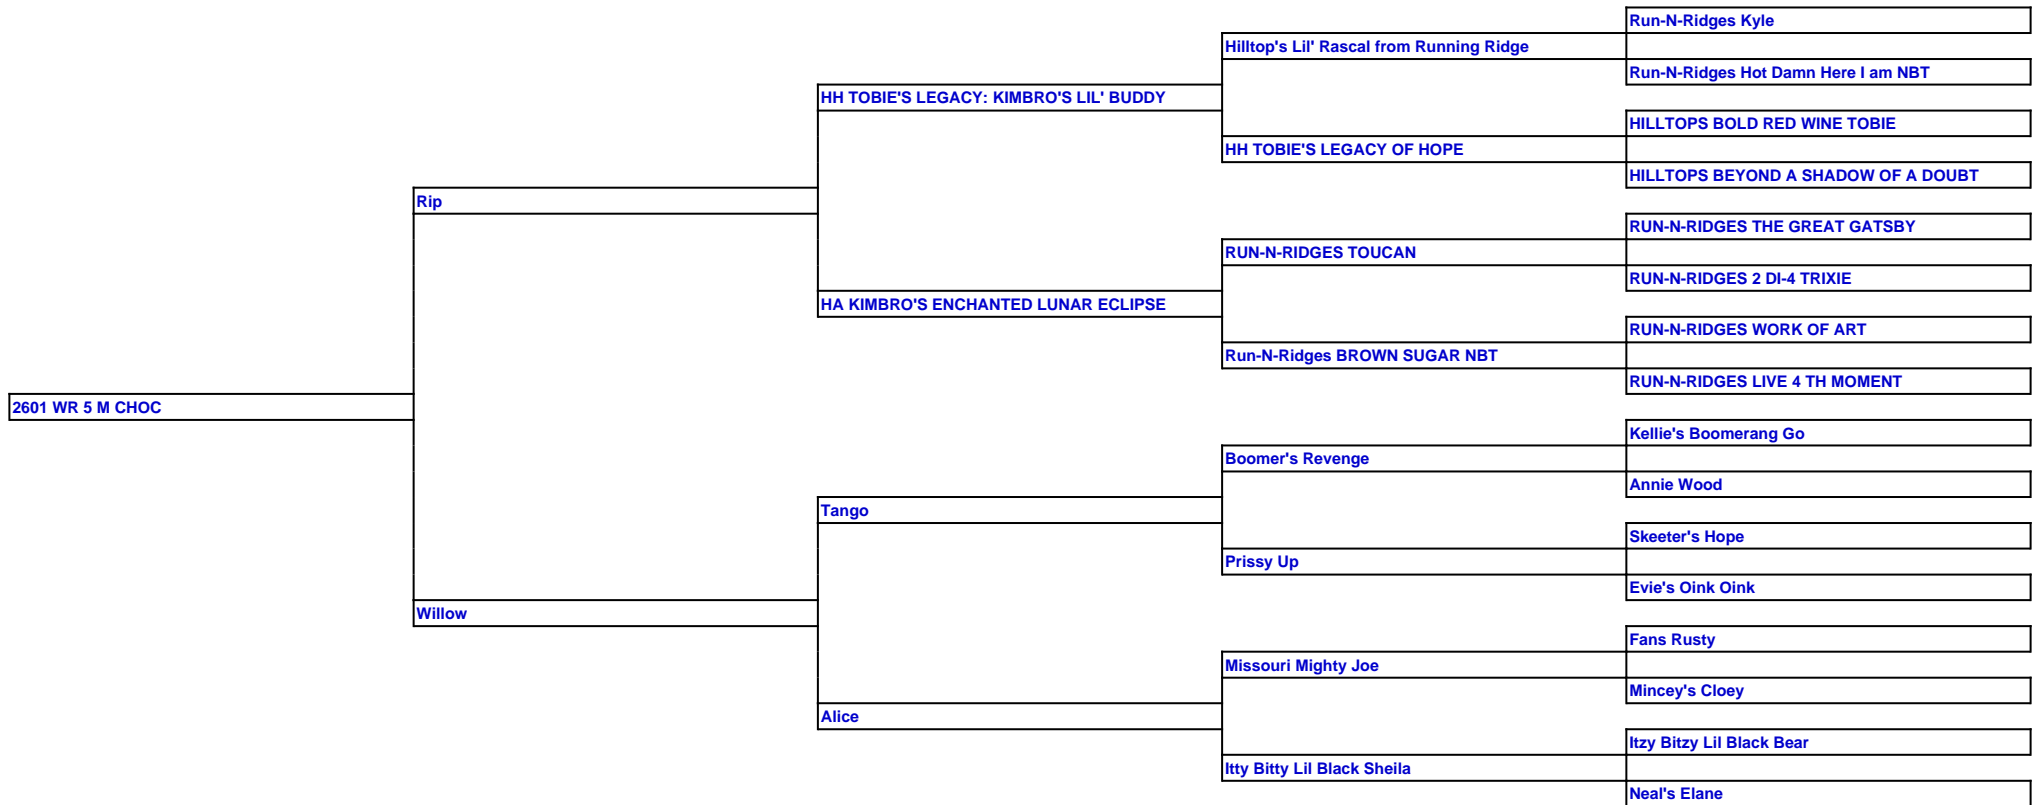 Run-N-Ridges Kyle
Hilltop's Lil' Rascal from Running Ridge
Run-N-Ridges Hot Damn Here I am NBT
HH TOBIE'S LEGACY: KIMBRO'S LIL' BUDDY
HILLTOPS BOLD RED WINE TOBIE
HH TOBIE'S LEGACY OF HOPE
HILLTOPS BEYOND A SHADOW OF A DOUBT
Rip
RUN-N-RIDGES THE GREAT GATSBY
RUN-N-RIDGES TOUCAN
RUN-N-RIDGES 2 DI-4 TRIXIE
HA KIMBRO'S ENCHANTED LUNAR ECLIPSE
RUN-N-RIDGES WORK OF ART
Run-N-Ridges BROWN SUGAR NBT
RUN-N-RIDGES LIVE 4 TH MOMENT
2601 WR 5 M CHOC
Kellie's Boomerang Go
Boomer's Revenge
Annie Wood
Tango
Skeeter's Hope
Prissy Up
Evie's Oink Oink
Willow
Fans Rusty
Missouri Mighty Joe
Mincey's Cloey
Alice
Itzy Bitzy Lil Black Bear
Itty Bitty Lil Black Sheila
Neal's Elane